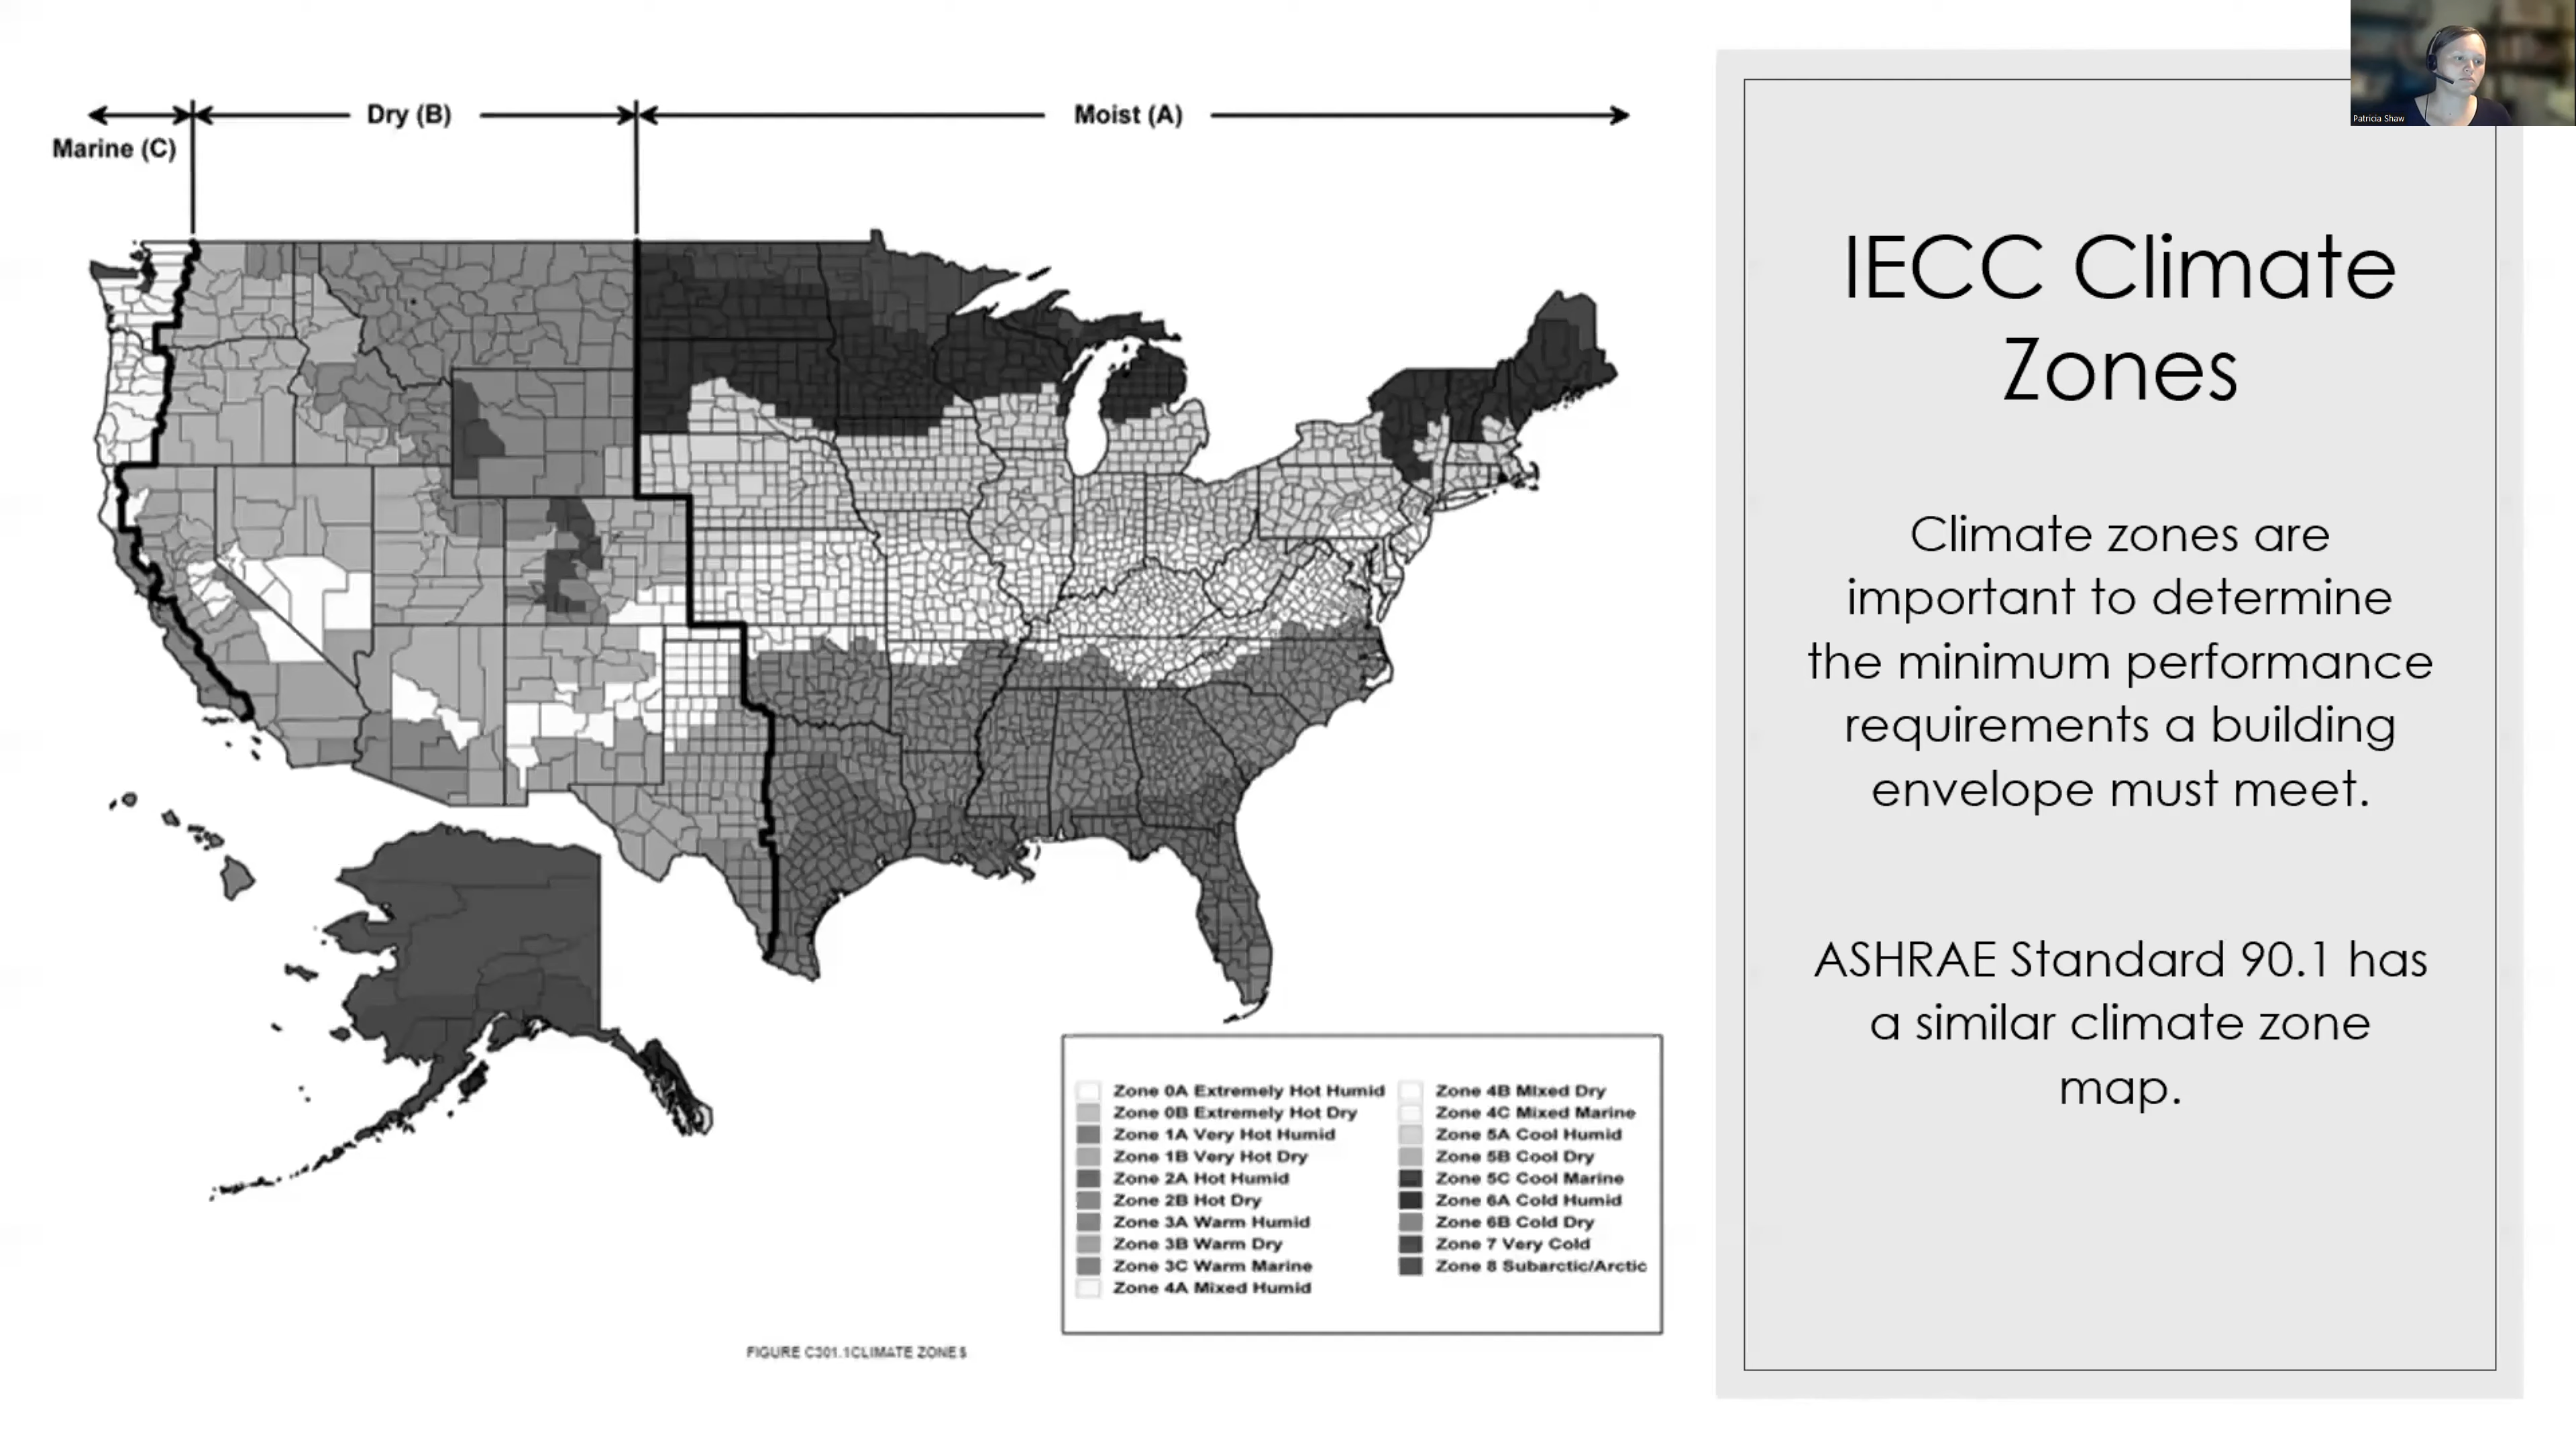 Marine (C)
Dry (B)
Moist (A)
Patricia Shaw
IECC Climate
Zones
Climate zones are
important to determine
the minimum performance
requirements a building
envelope must meet.
ASHRAE Standard 90.1 has
a similar climate zone
map.
Zone 0A Extremely Hot Humid
Zone 0B Extremely Hot Dry
Zone 1A Very Hot Humid
Zone 1B Very Hot Dry
Zone 2A Hot Humid
Zone 2B Hot Dry
Zone 3A Warm Humid
Zone 3B Warm Dry
Zone 3C Warm Marine
Zone 4A Mixed Humid
Zone 4B Mixed Dry
Zone 4C Mixed Marine
Zone 5A Cool Humid
Zone 5B Cool Dry
Zone 5C Cool Marine
Zone 6A Cold Humid
Zone 6B Cold Dry
Zone 7 Very Cold
Zone 8 Subarctic/Arctic
FIGURE C301.1CLIMATE ZONES